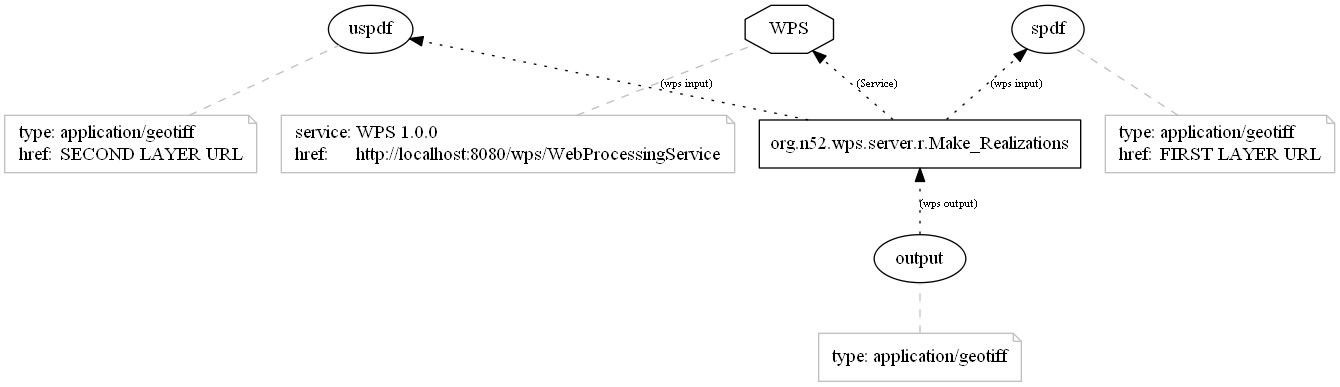 uspdf
WPS
spdf
(wps input)
(Service)
(wps input)
type: application/geotiff
href: SECOND LAYER URL
service: WPS 1.0.0
href: http://localhost:8080/wps/WebProcessingService
org.n52.wps.server.r.Make_Realizations
type: application/geotiff
href: FIRST LAYER URL
(wps output)
output
type: application/geotiff